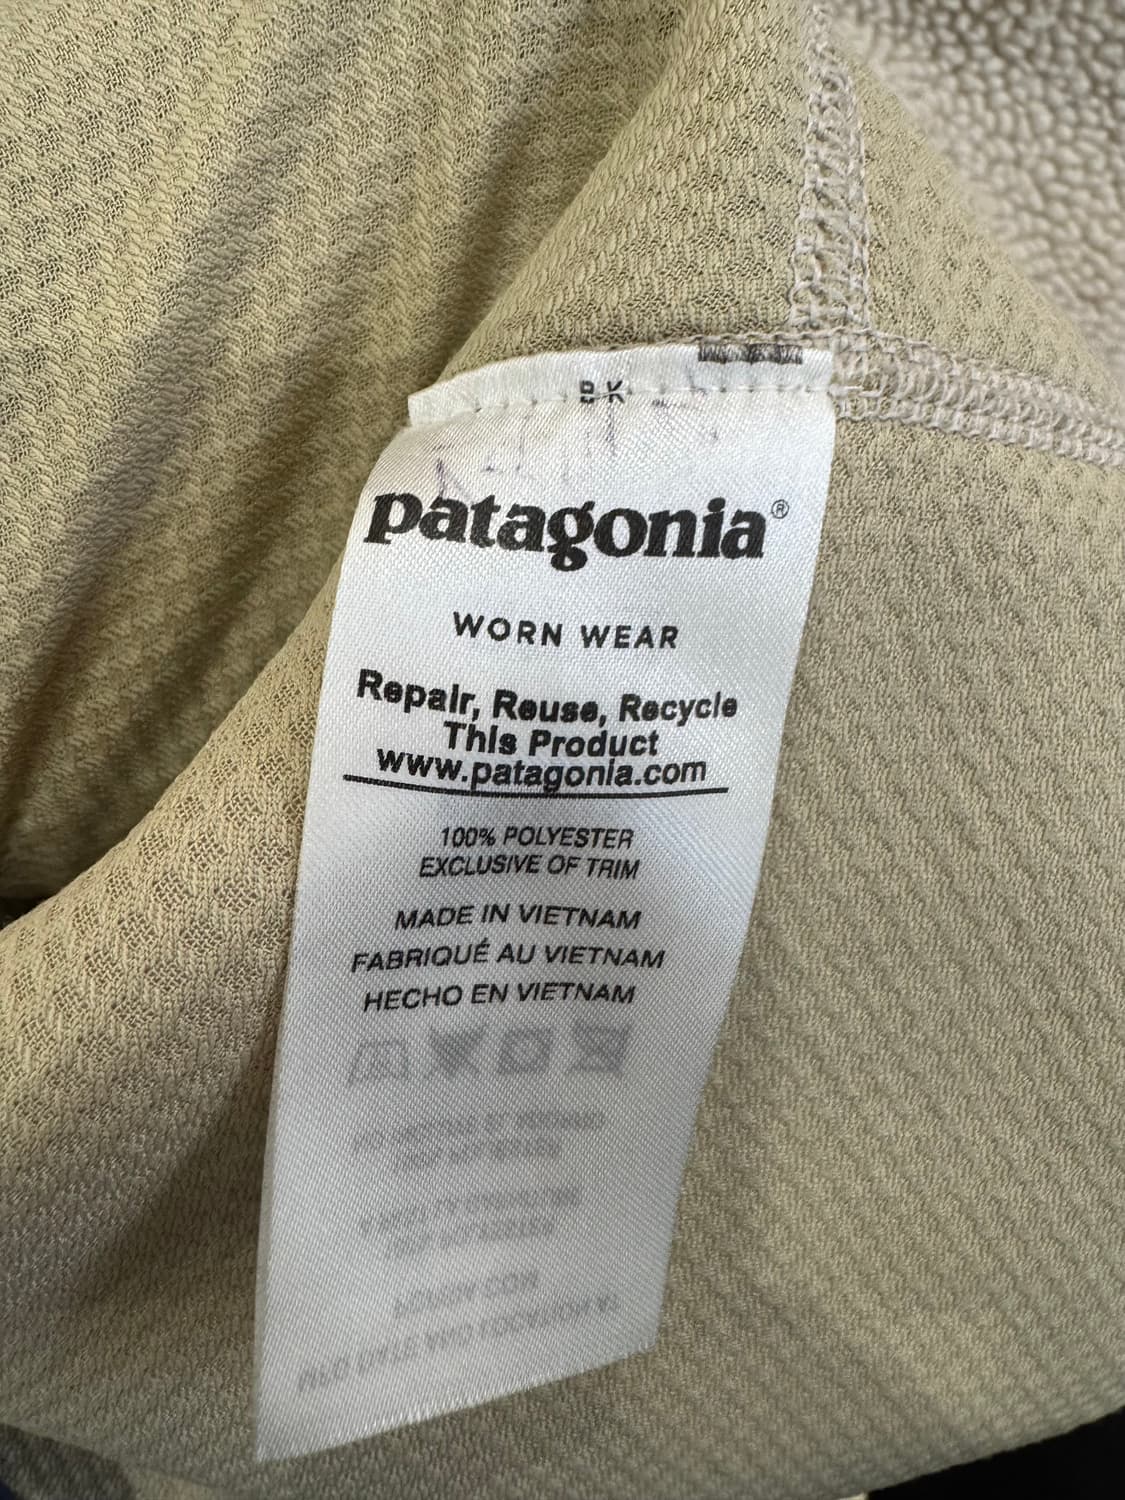 BK
patagonia®
WORN WEAR
Repair, Reuse, Recycle
This Product
www.patagonia.com
100% POLYESTER
EXCLUSIVE OF TRIM
MADE IN VIETNAM
FABRIQUÉ AU VIETNAM
HECHO EN VIETNAM